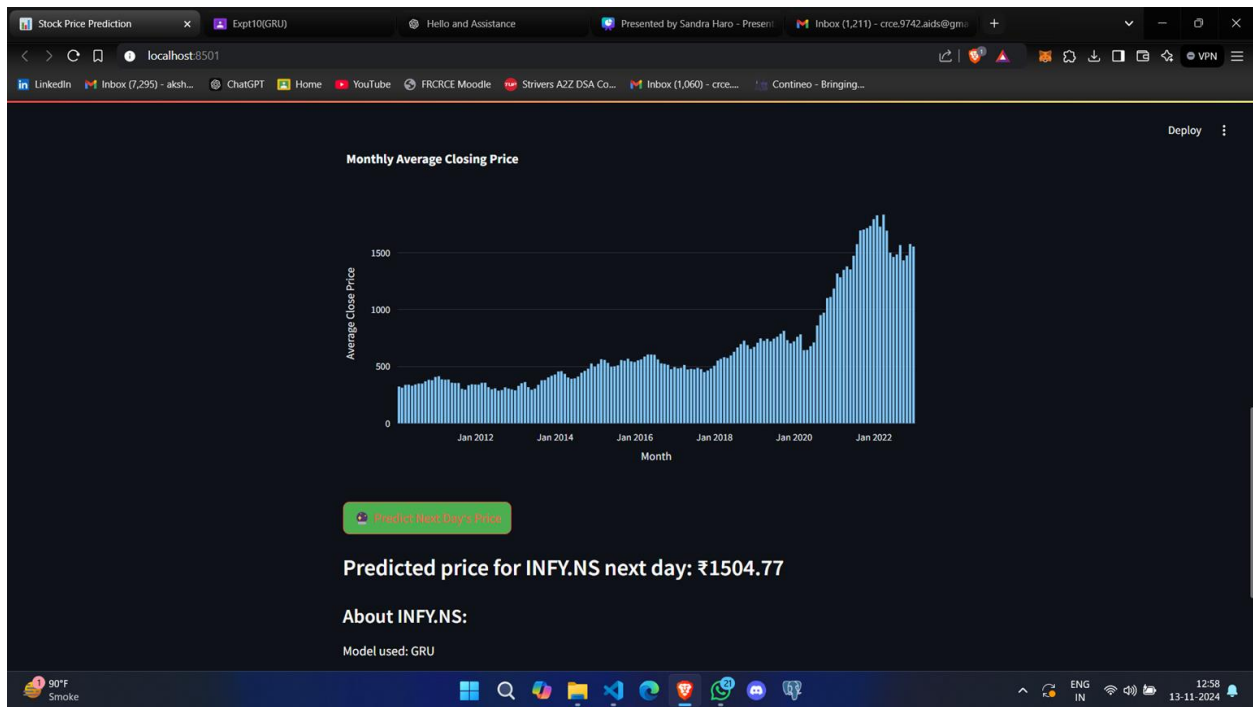 Stock Price Prediction
Expt10(GRU)
Hello and Assistance
Presented by Sandra Haro - Present
Inbox (1,211) - crce.9742.aids@gma
localhost:8501
VPN
LinkedIn
Inbox (7,295) - aksh...
ChatGPT
Home
YouTube
FRCRCE Moodle
Strivers A2Z DSA Co...
Inbox (1,060) - crce....
Contineo - Bringing...
Deploy
Monthly Average Closing Price
Average Close Price
1500
1000
500
0
Jan 2012
Jan 2014
Jan 2016
Jan 2018
Jan 2020
Jan 2022
Month
Predict Next Day's Price
Predicted price for INFY.NS next day: ₹1504.77
About INFY.NS:
Model used: GRU
1
90°F
Smoke
21
ENG
IN
12:58
13-11-2024